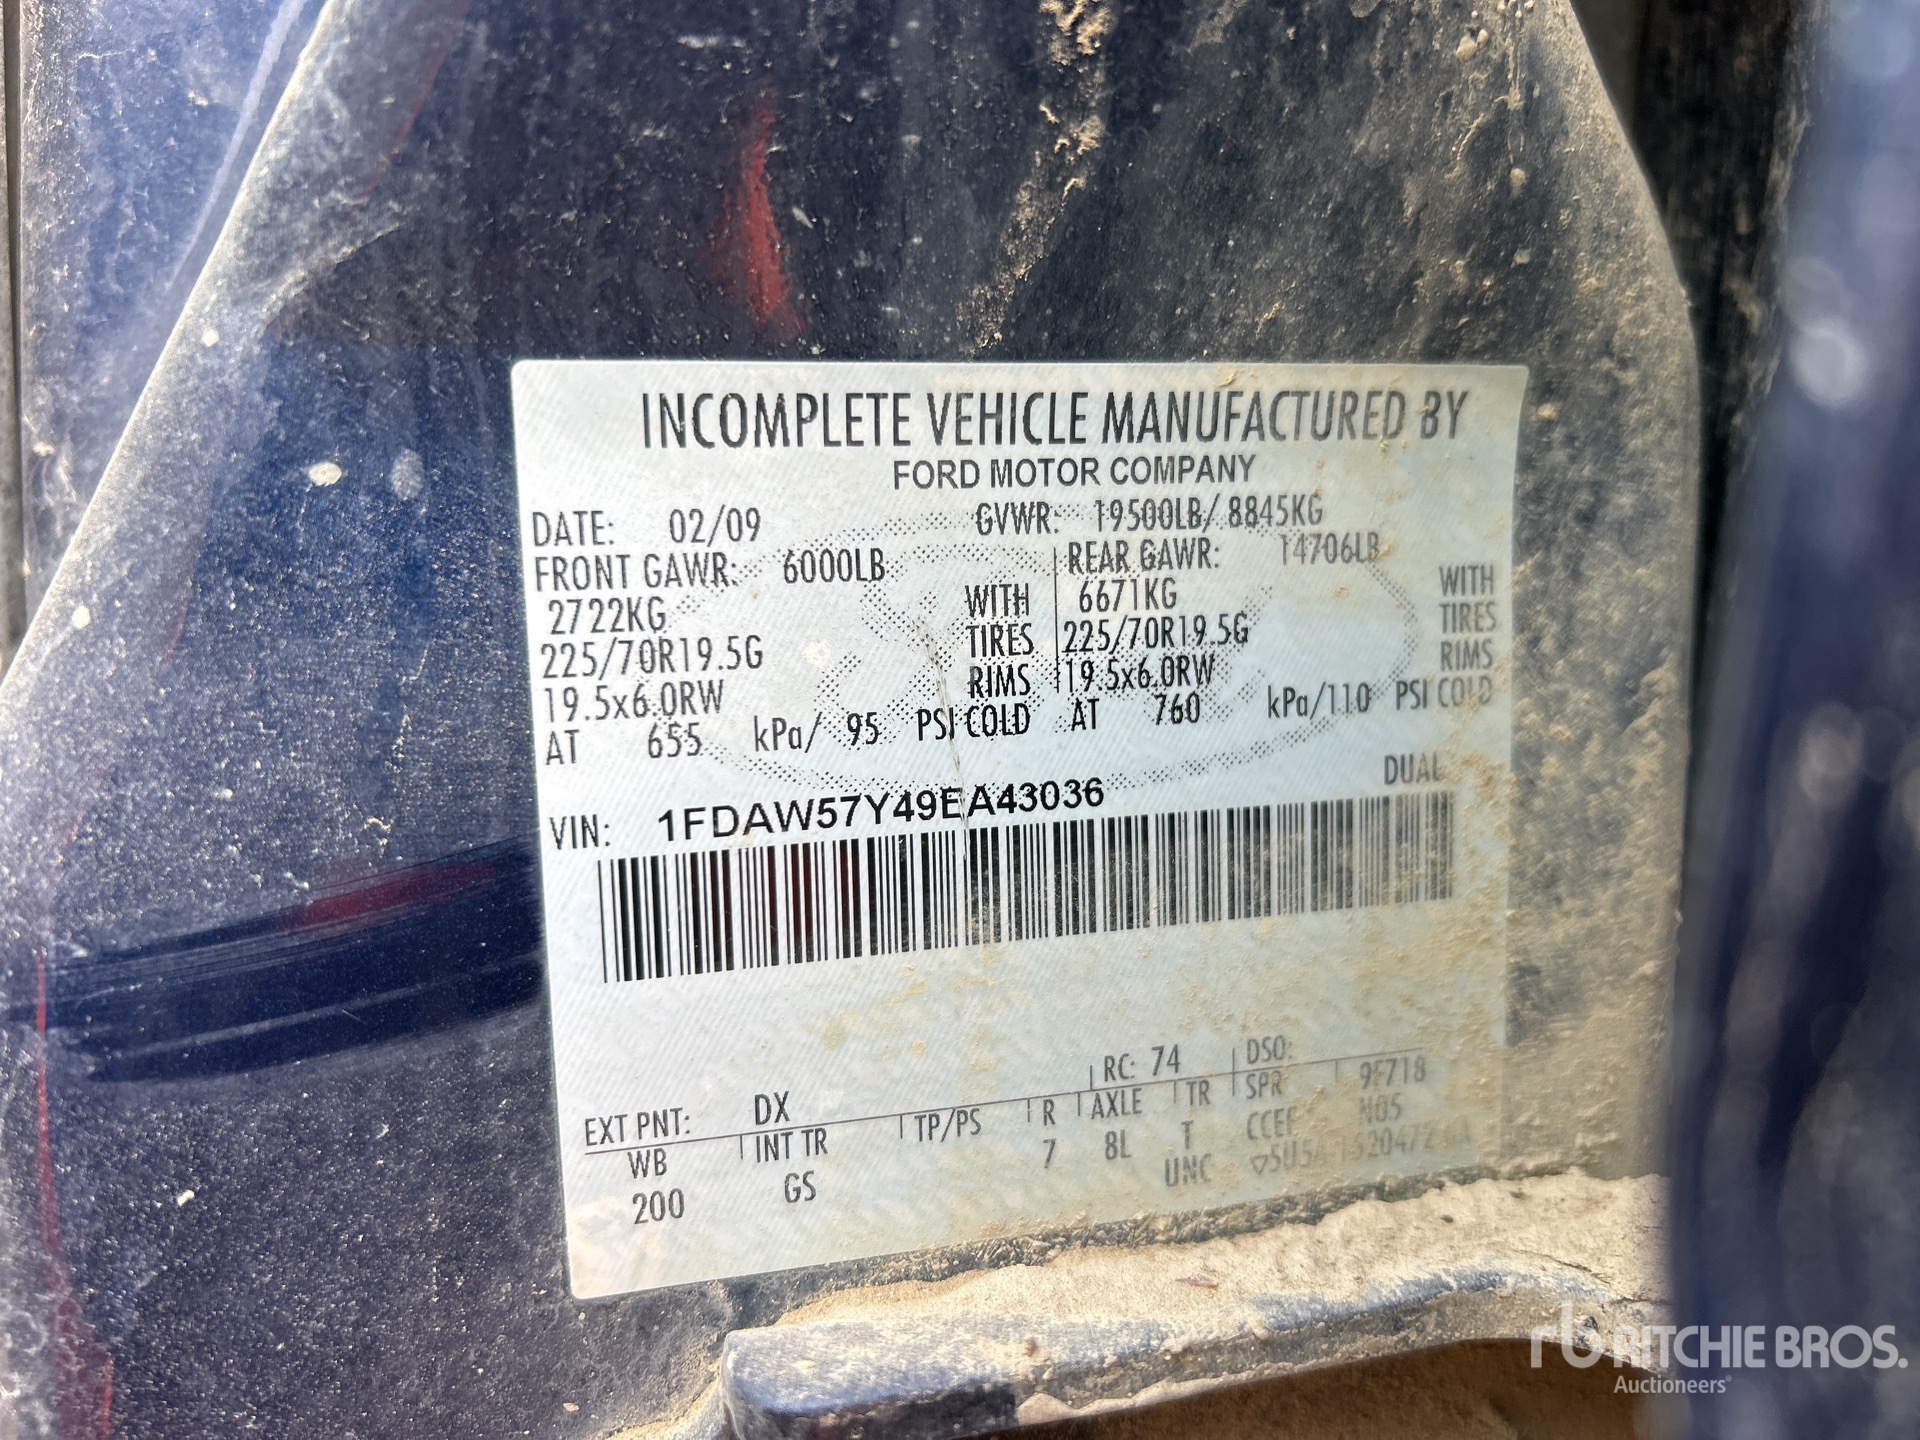 INCOMPLETE VEHICLE MANUFACTURED BY
FORD MOTOR COMPANY
DATE: 02/09 GVWR: 19500LB/ 8845KG
FRONT GAWR: 6000LB REAR GAWR: 14706LB
2722KG WITH 6671KG WITH
225/70R19.5G TIRES 225/70R19.5G TIRES
19.5x6.0RW RIMS 19.5x6.0RW RIMS
AT 655 kPa/ 95 PSI COLD AT 760 kPa/110 PSI COLD
DUAL
VIN: 1FDAW57Y49EA43036
EXT PNT: DX RC: 74 DSO:
WB INT TR TP/PS R AXLE TR SPR 9F718
200 GS 7 8L T CCEF N05
UNC
rb RITCHIE BROS.
Auctioneers